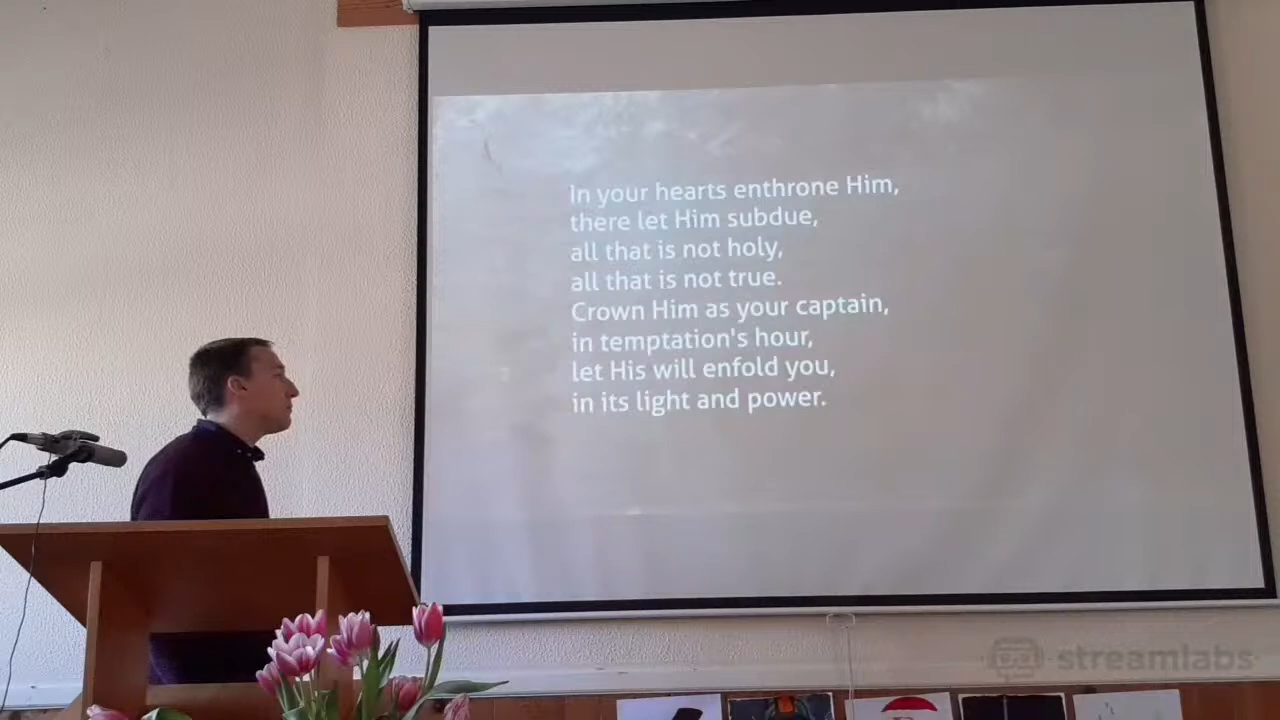 In your hearts enthrone Him,
there let Him subdue,
all that is not holy,
all that is not true.
Crown Him as your captain,
in temptation's hour,
let His will enfold you,
in its light and power.
streamlabs